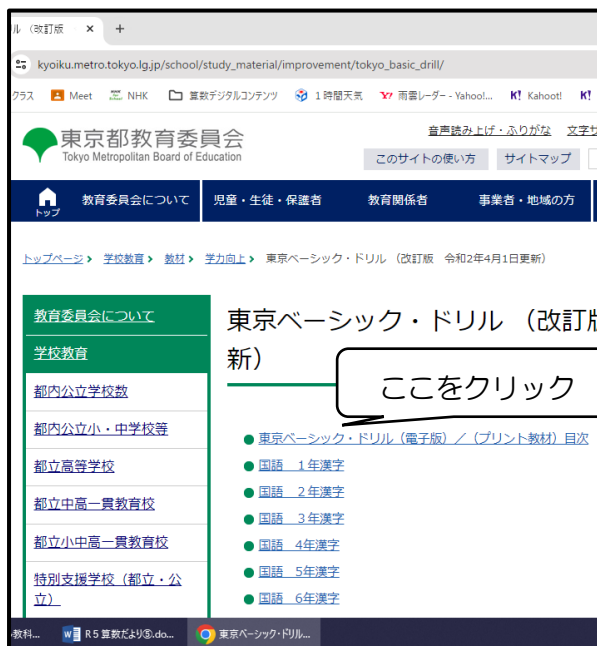 ル （改訂版
kyoiku.metro.tokyo.lg.jp/school/study_material/improvement/tokyo_basic_drill/
クラス Meet NHK 算数デジタルコンテンツ 1時間天気 雨雲レーダー - Yahoo!... Kahoot!
音声読み上げ・ふりがな 文字サ
東京都教育委員会
Tokyo Metropolitan Board of Education
このサイトの使い方 サイトマップ
トップ 教育委員会について 児童・生徒・保護者 教育関係者 事業者・地域の方
トップページ 学校教育 教材 学力向上 東京ベーシック・ドリル （改訂版 令和2年4月1日更新）
教育委員会について
学校教育
都内公立学校数
都内公立小・中学校等
都立高等学校
都立中高一貫教育校
都立小中高一貫教育校
特別支援学校（都立・公
立）
東京ベーシック・ドリル （改訂版
新）
ここをクリック
東京ベーシック・ドリル（電子版）／（プリント教材）目次
国語 1年漢字
国語 2年漢字
国語 3年漢字
国語 4年漢字
国語 5年漢字
国語 6年漢字
教科... R５算数だより⑤.do... 東京ベーシック・ドリル...